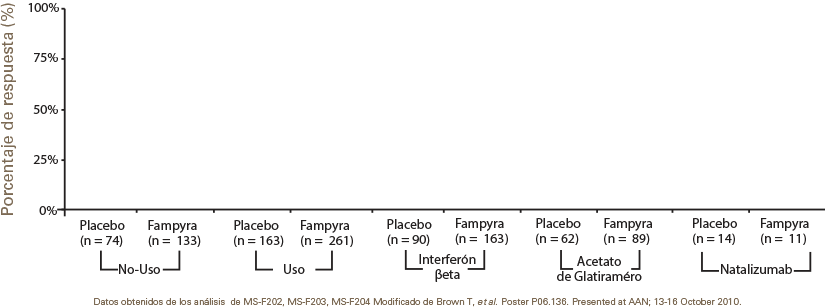 Porcentaje de respuesta (%)
100%
75%
50%
25%
0%
Placebo Fampyra Placebo Fampyra Placebo Fampyra Placebo Fampyra Placebo Fampyra
(n = 74) (n = 133) (n = 163) (n = 261) (n = 90) (n = 163) (n = 62) (n = 89) (n = 14) (n = 11)
No-Uso Uso Interferón βeta Acetato de Glatiraméro Natalizumab
Datos obtenidos de los análisis de MS-F202, MS-F203, MS-F204 Modificado de Brown T, et al. Poster P06.136. Presented at AAN; 13-16 October 2010.